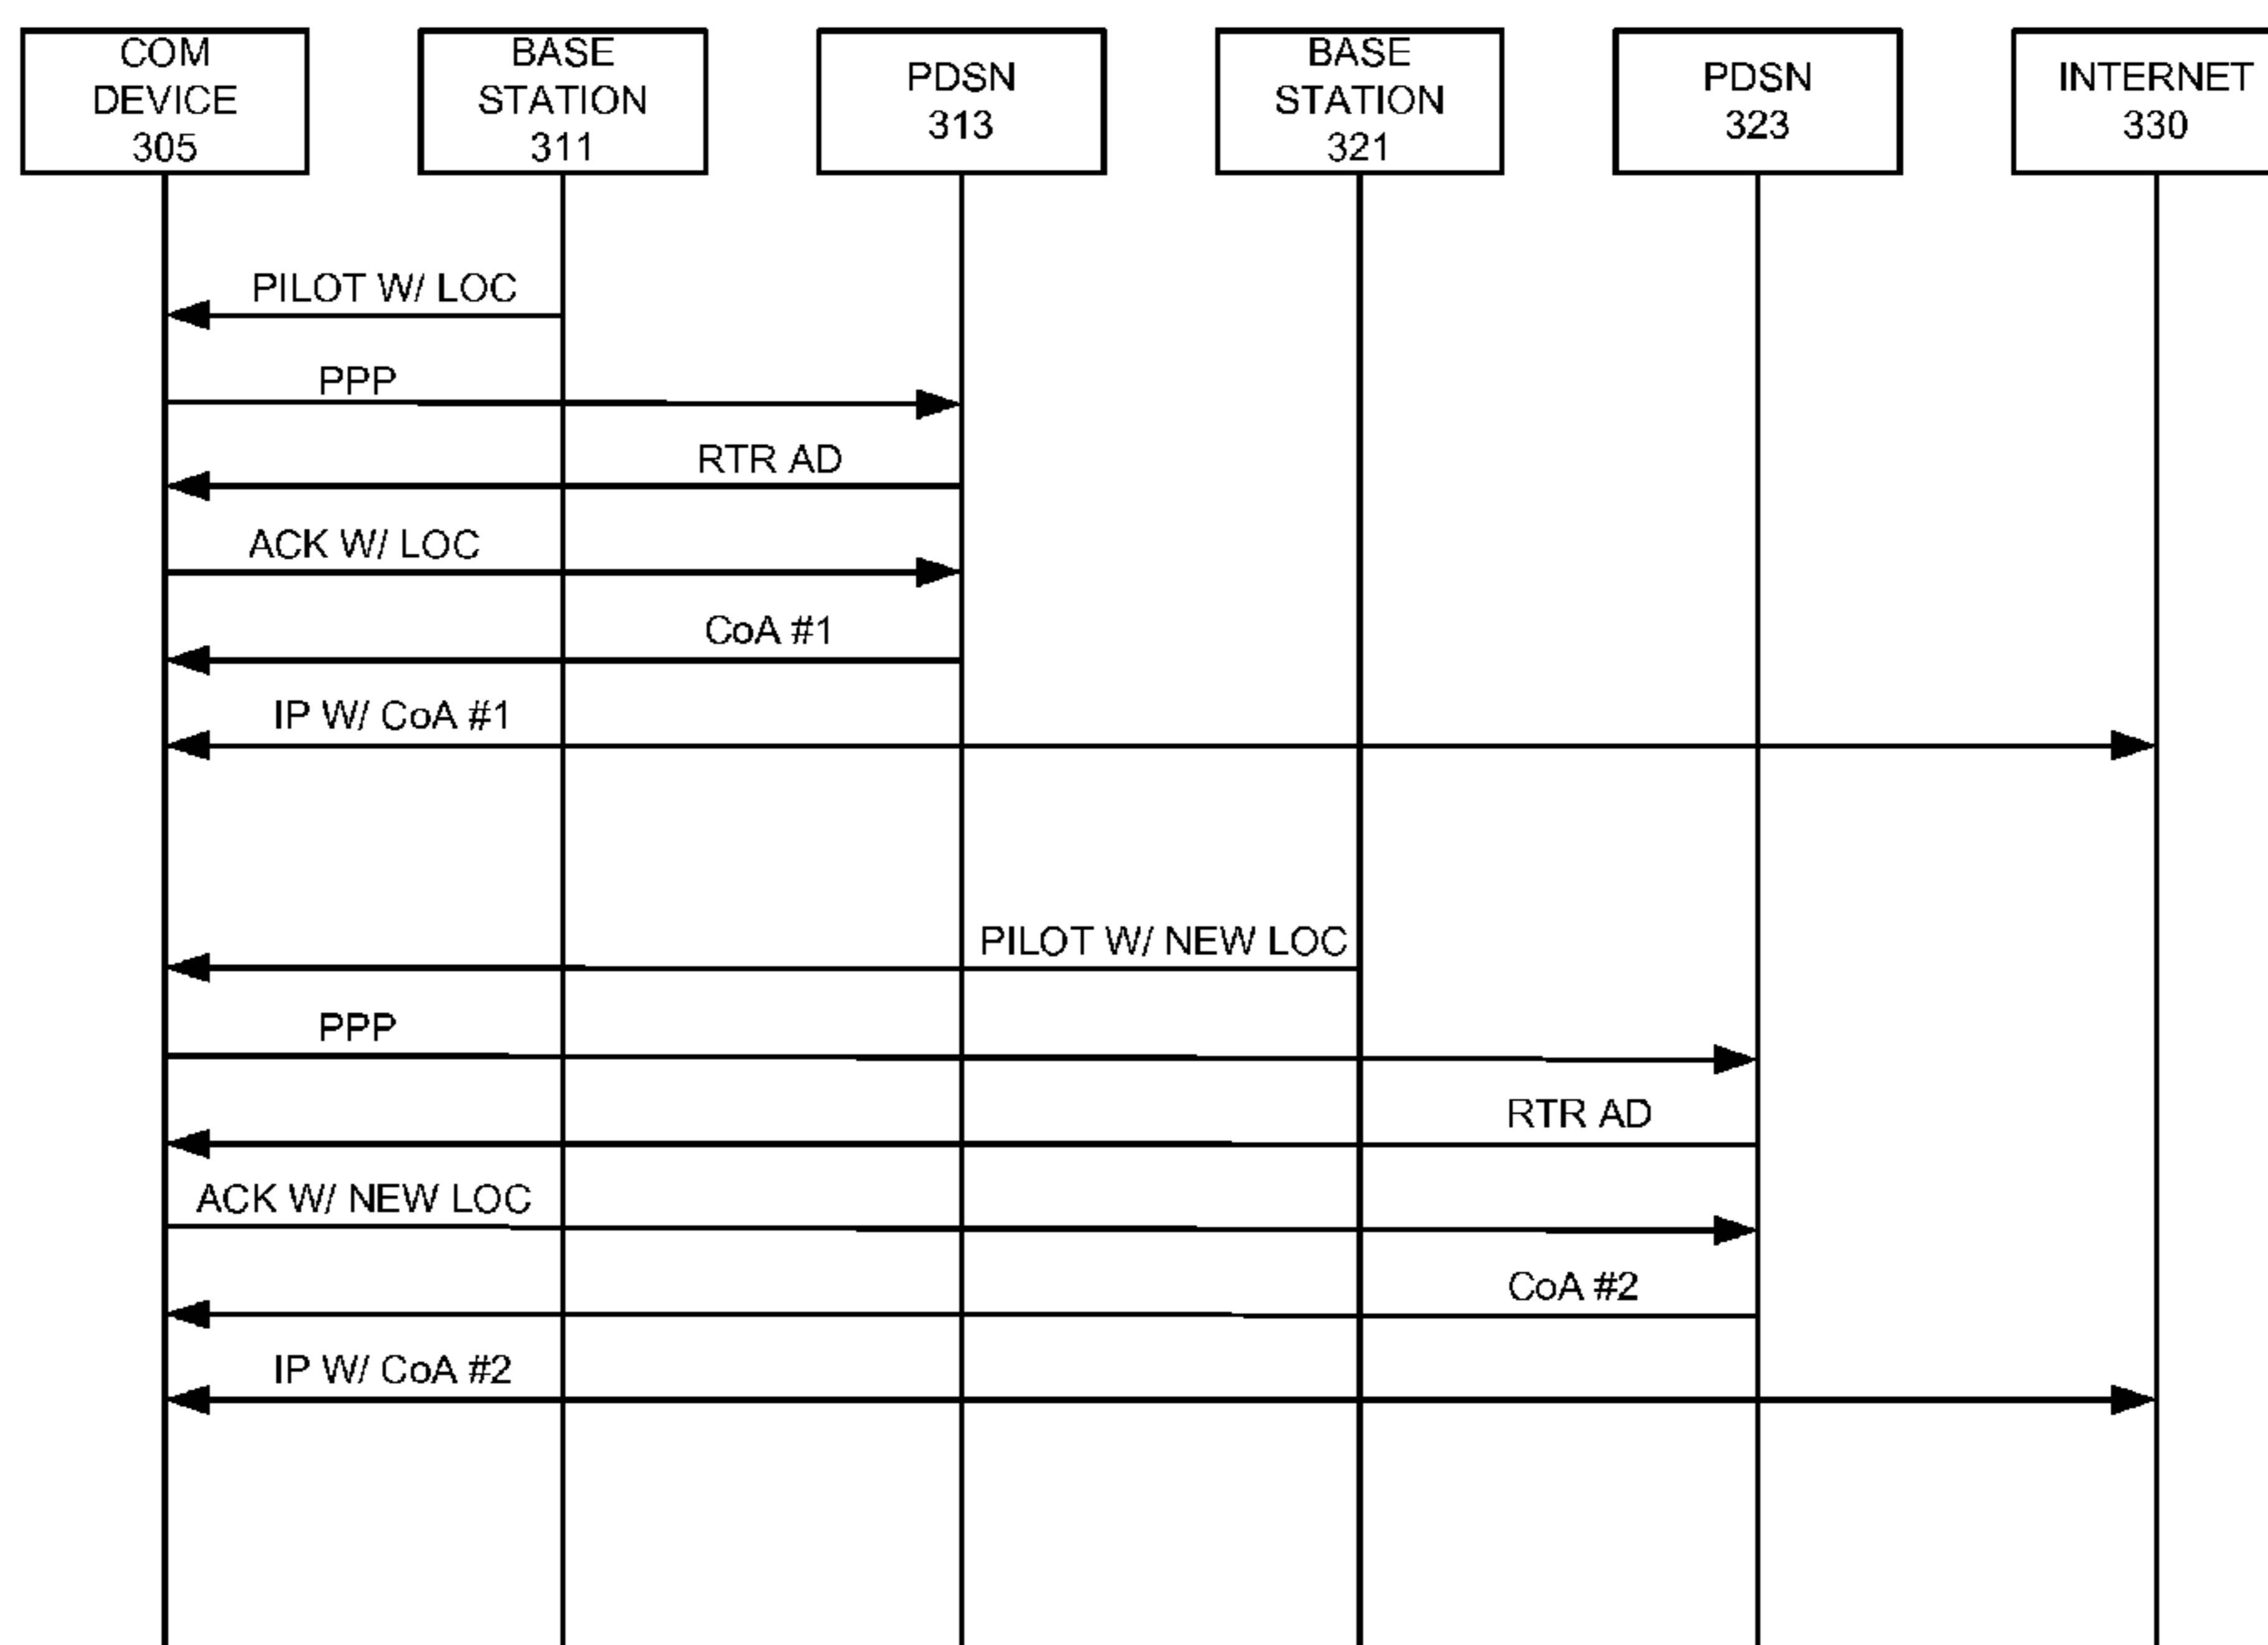 COM
DEVICE
305
BASE
STATION
311
PDSN
313
BASE
STATION
321
PDSN
323
INTERNET
330
PILOT W/ LOC
PPP
RTR AD
ACK W/ LOC
CoA #1
IP W/ CoA #1
PILOT W/ NEW LOC
PPP
RTR AD
ACK W/ NEW LOC
CoA #2
IP W/ CoA #2